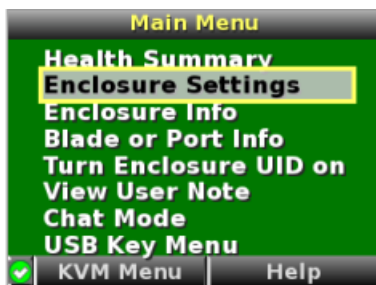 Main Menu
Health Summary
Enclosure Settings
Enclosure Info
Blade or Port Info
Turn Enclosure UID on
View User Note
Chat Mode
USB Key Menu
KVM Menu Help